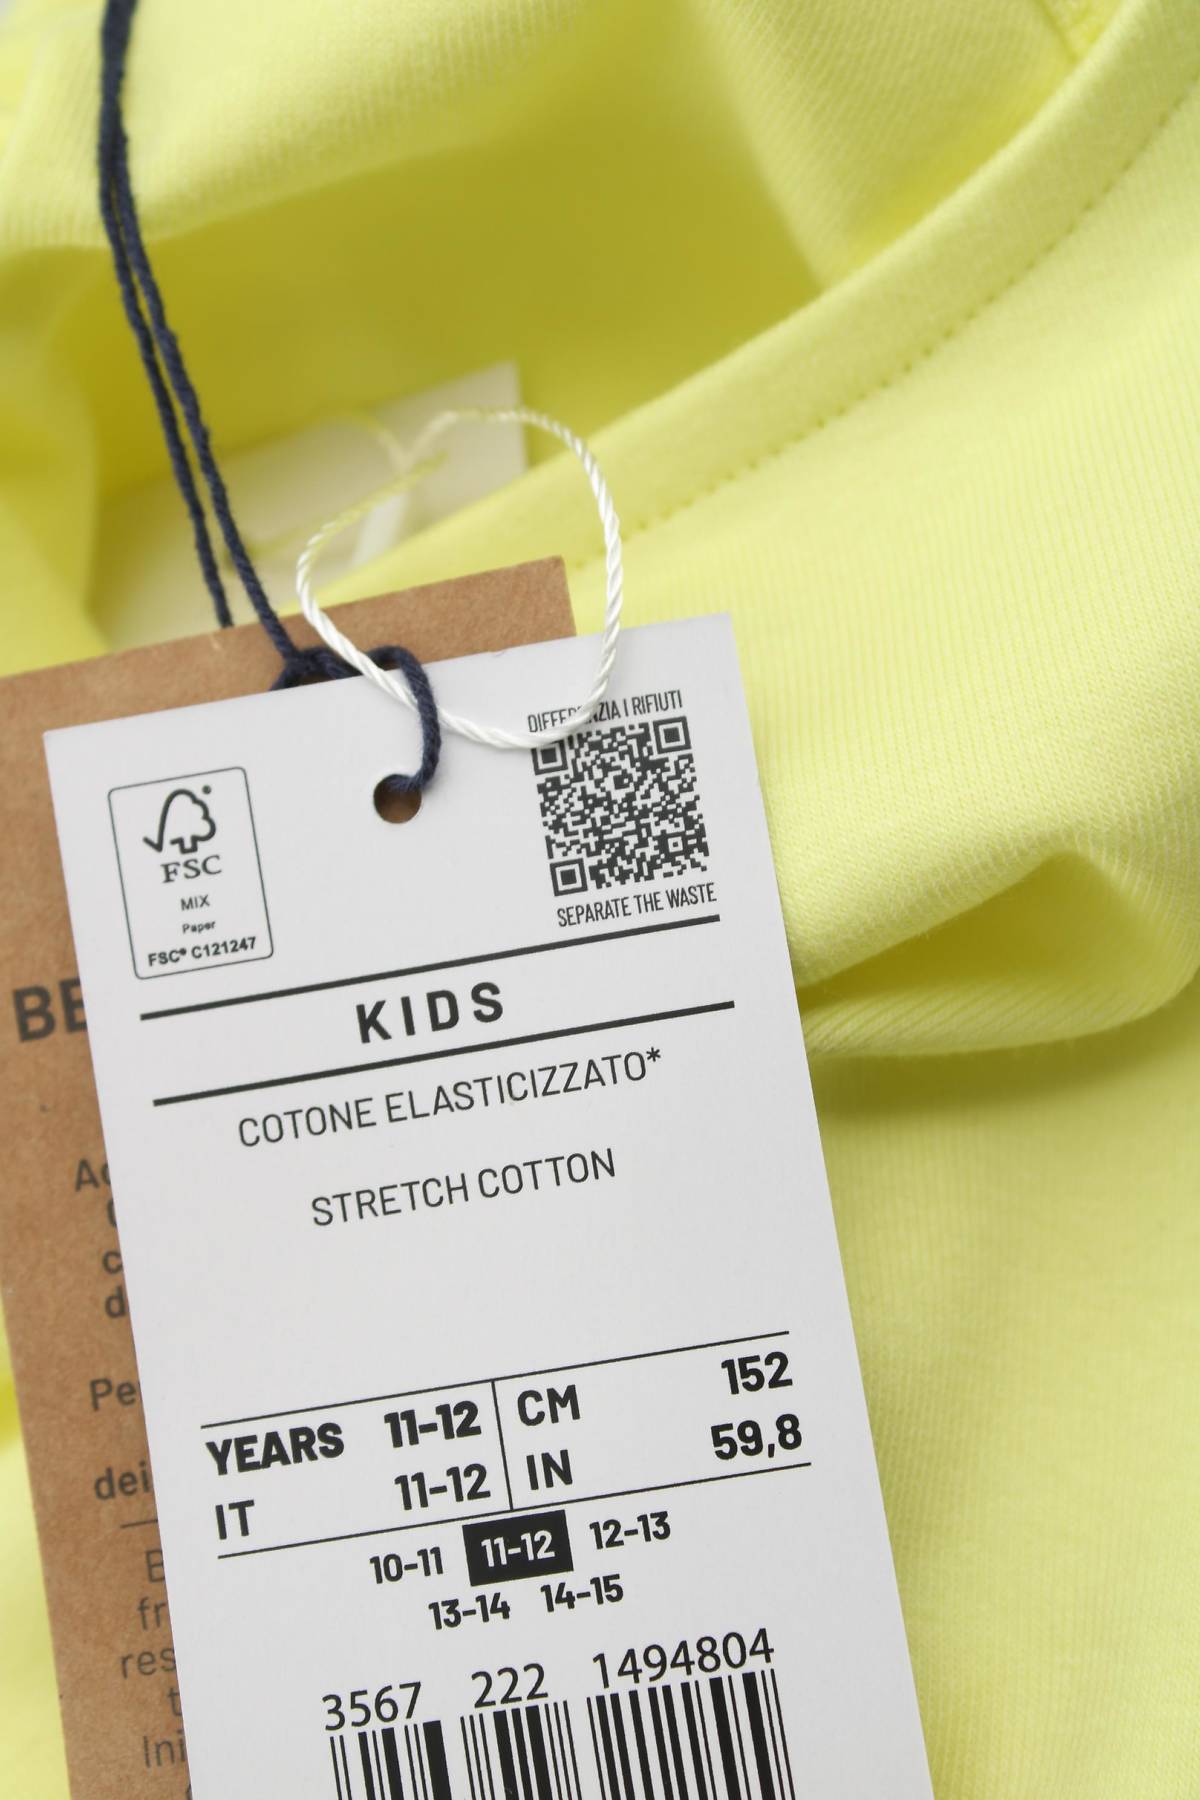 DIFFERENZIA I RIFIUTI
FSC
MIX
Paper
FSC® C121247
SEPARATE THE WASTE
KIDS
COTONE ELASTICIZZATO*
STRETCH COTTON
YEARS 11-12 CM 152
IT 11-12 IN 59,8
10-11 11-12 12-13
13-14 14-15
3567 222 1494804